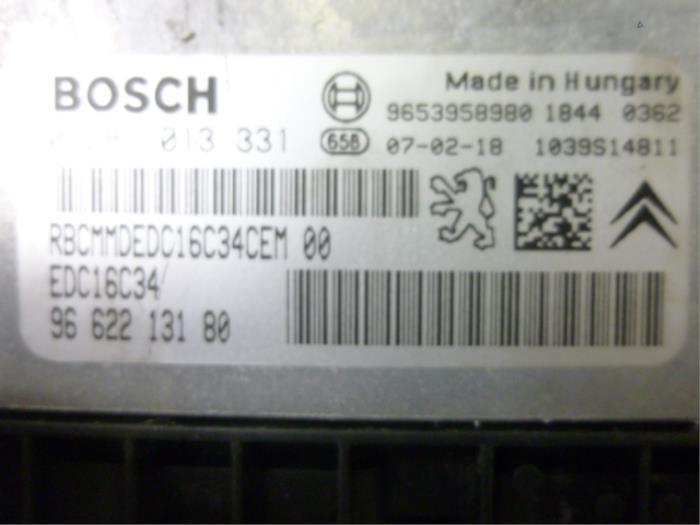 BOSCH
Made in Hungary
9653958980 1844 0362
013 331
658
07-02-18 1039S14811
RBCMMDEDC16C34CEM 00
EDC16C34
96 622 131 80